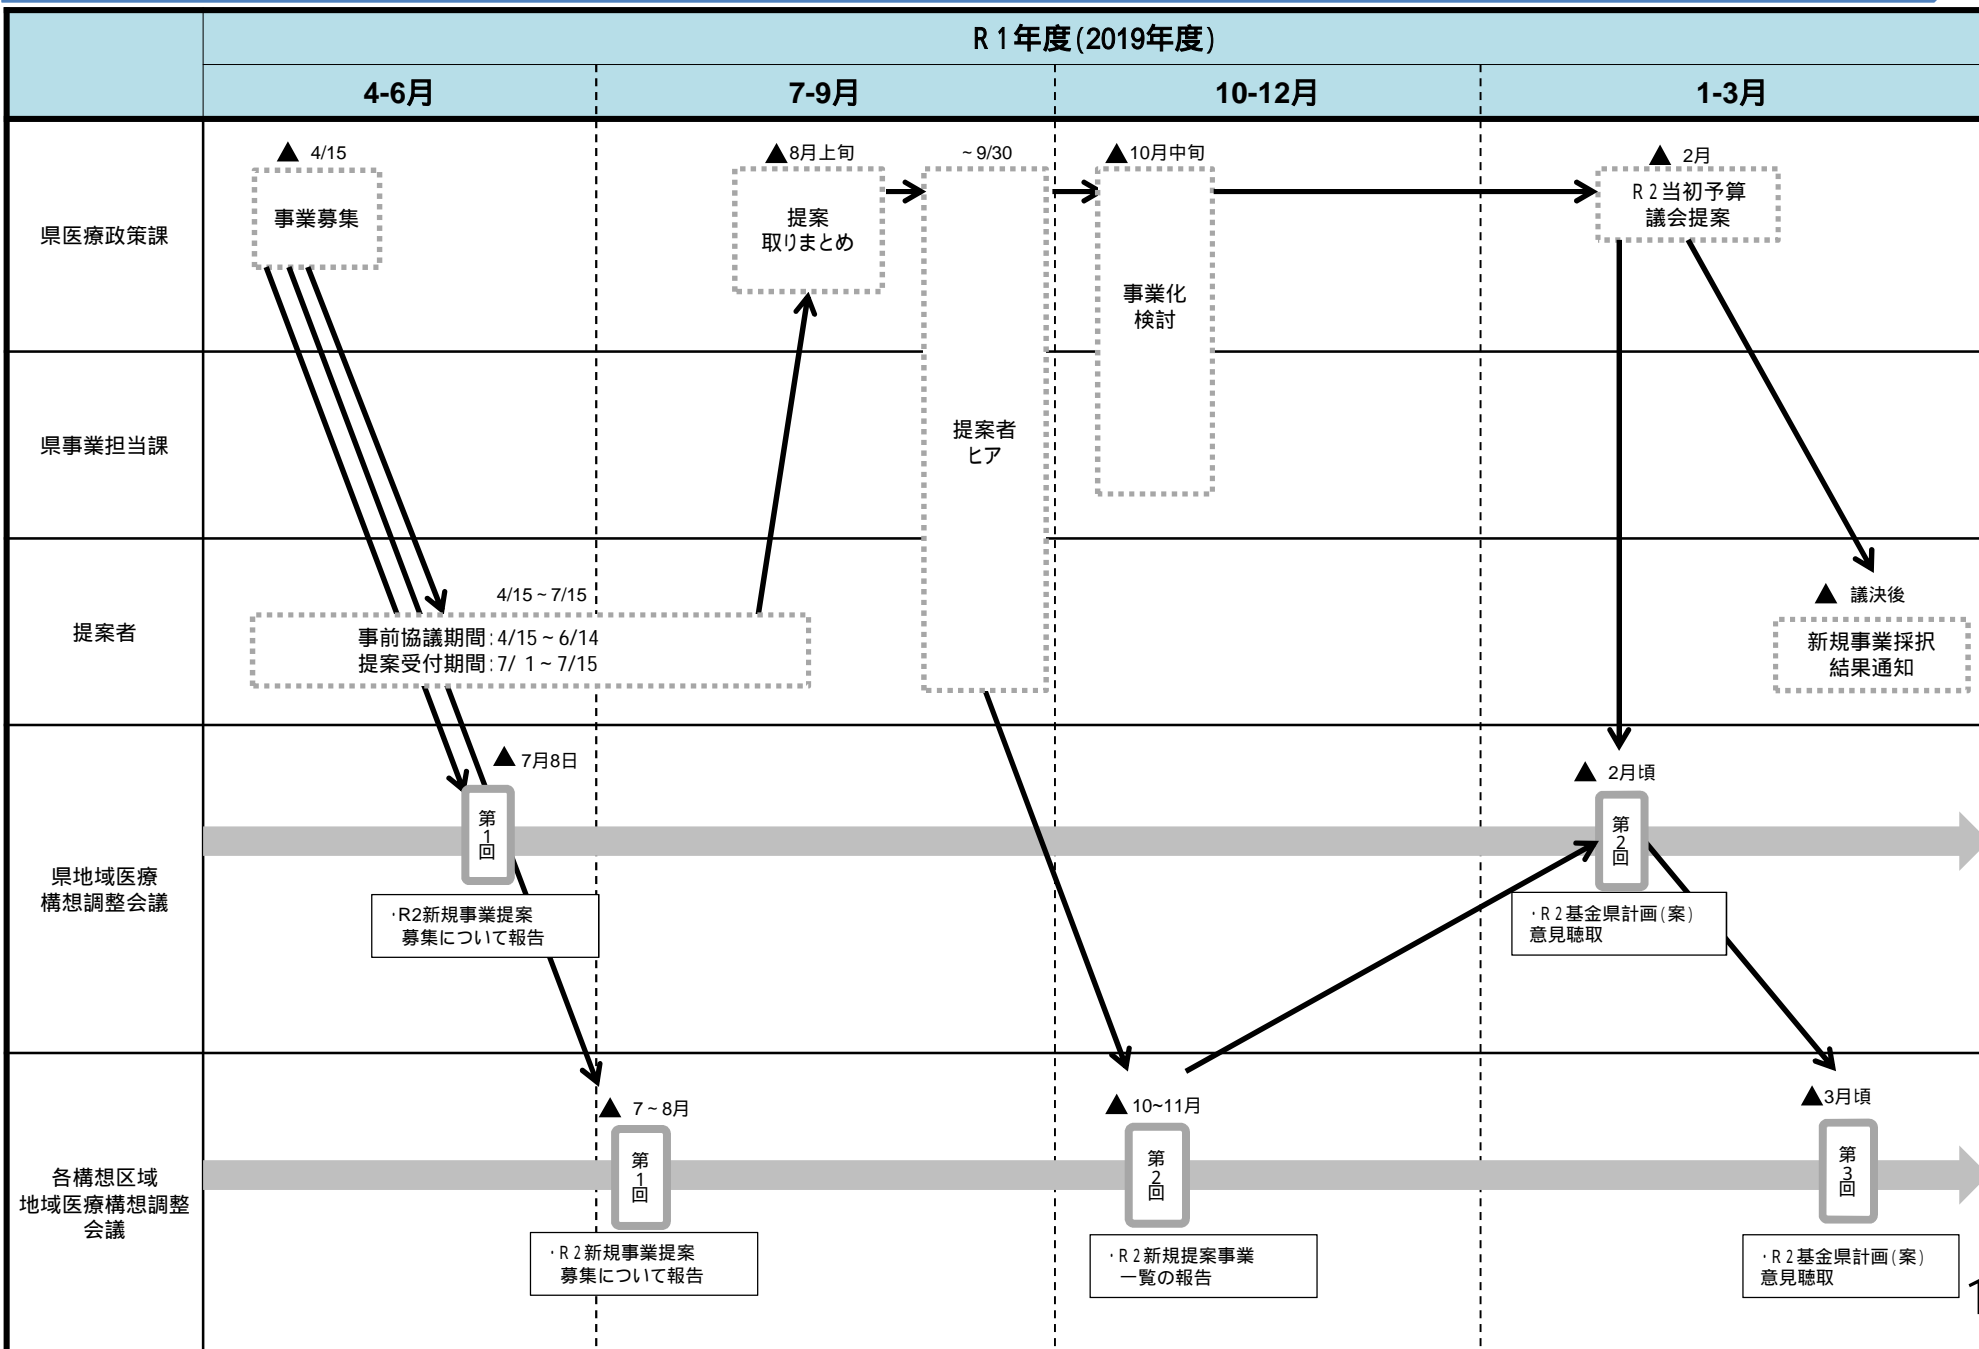 R１年度(2019年度)
4-6月
7-9月
10-12月
1-3月
県医療政策課
▲ 4/15
事業募集
▲8月上旬
提案
取りまとめ
~ 9/30
提案者
ヒア
▲10月中旬
事業化
検討
▲ 2月
R２当初予算
議会提案
県事業担当課
提案者
4/15 ~ 7/15
事前協議期間：4/15 ~ 6/14
提案受付期間：7/ 1 ~ 7/15
▲ 議決後
新規事業採択
結果通知
県地域医療
構想調整会議
▲ 7月8日
第1回
・R2新規事業提案
募集について報告
▲ 2月頃
第2回
・R２基金県計画(案)
意見聴取
各構想区域
地域医療構想調整
会議
▲ 7 ~ 8月
第1回
・R２新規事業提案
募集について報告
▲ 10~11月
第2回
・R２新規提案事業
一覧の報告
▲3月頃
第3回
・R２基金県計画(案)
意見聴取